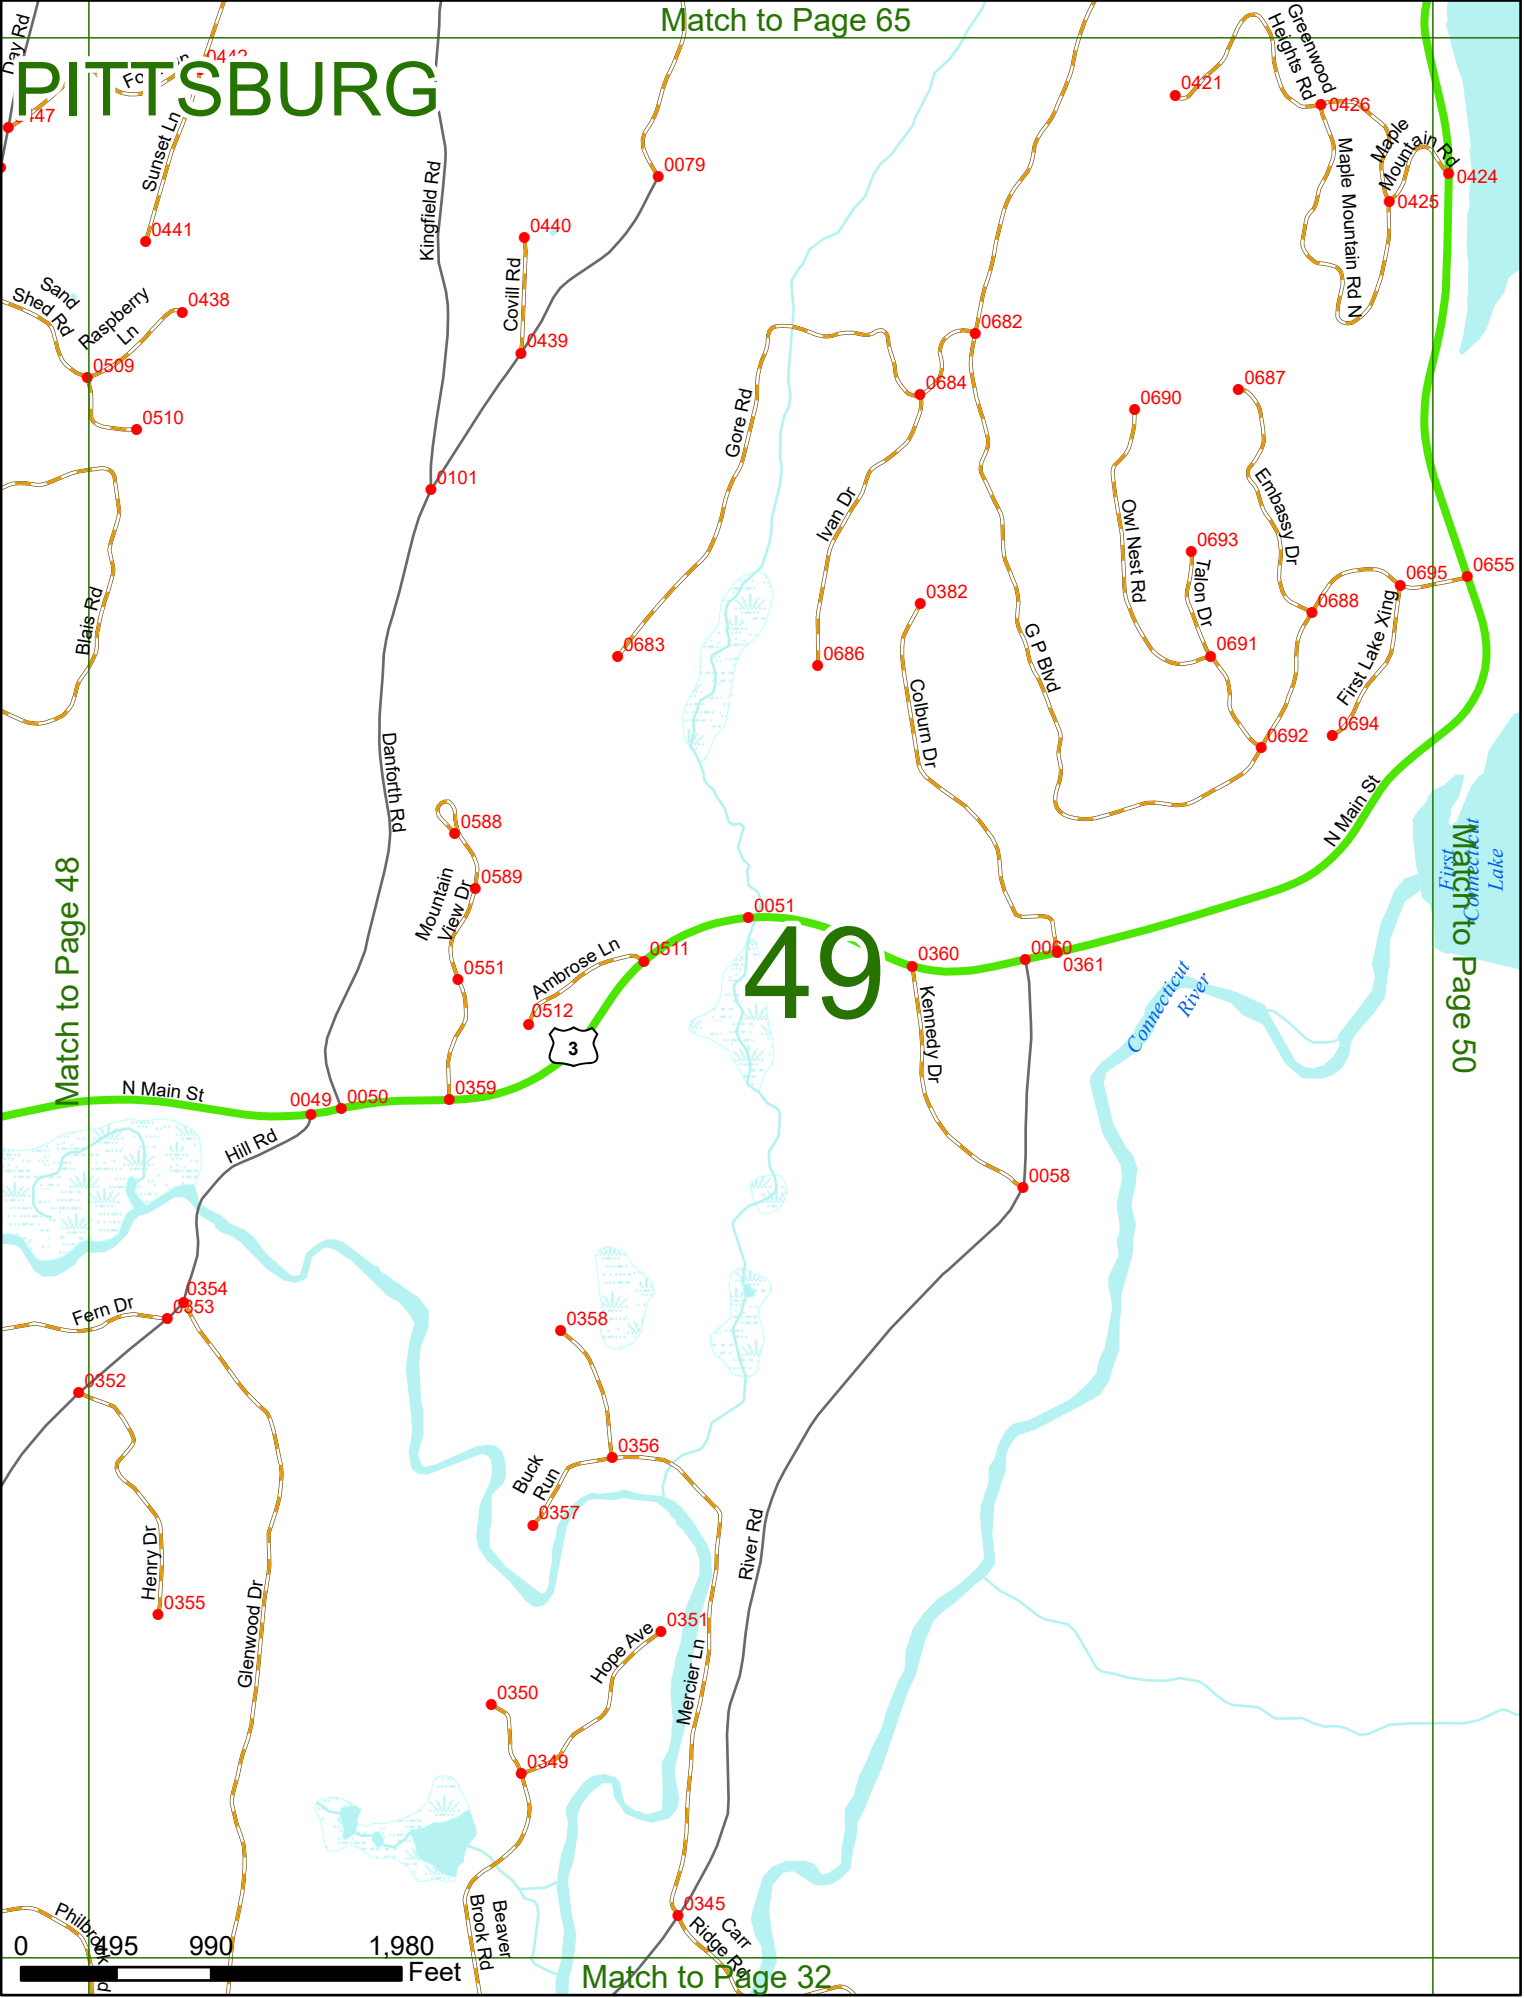 Match to Page 65
PITTSBURG
Day Rd
0442
Sunset Ln
0441
Kingfield Rd
0079
0440
Covill Rd
0439
0421
Greenwood
Heights Rd
0426
Maple
Mountain Rd
0424
0425
Maple Mountain Rd N
Sand
Shed Rd
Raspberry
Ln
0438
0509
0510
0101
0682
0684
Gore Rd
Ivan Dr
0690
0687
Owl Nest Rd
Embassy Dr
0693
Talon Dr
0695
0655
0688
First Lake Xing
0691
0694
0692
Blais Rd
0683
0686
0382
Colburn Dr
G P Blvd
Danforth Rd
N Main St
0588
0589
Mountain
View Dr
0551
First
Connecticut
Lake
Match to Page 48
Match to Page 50
0051
49
Ambrose Ln
0511
0512
3
0360
0060
0361
Connecticut
River
Kennedy Dr
N Main St
0049
0050
0359
Hill Rd
0058
0354
0353
Fern Dr
0352
0358
0356
Buck
Run
0357
Henry Dr
0355
Glenwood Dr
River Rd
0351
Hope Ave
Mercier Ln
0350
0349
0345
Carr
Ridge Rd
Beaver
Brook Rd
Philbrook
0 495 990 1,980
Feet
Match to Page 32